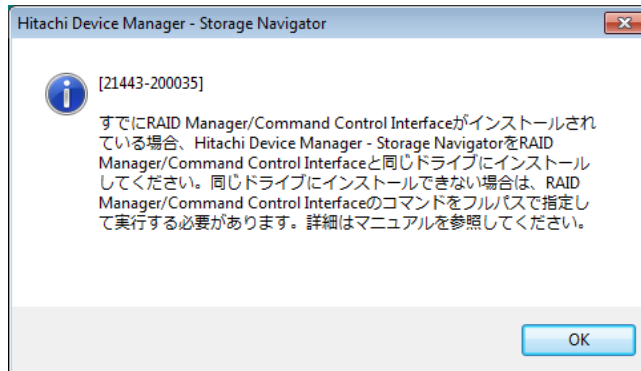 Hitachi Device Manager - Storage Navigator
[21443-200035]
すでにRAID Manager/Command Control Interfaceがインストールされ
ている場合、Hitachi Device Manager - Storage NavigatorをRAID
Manager/Command Control Interfaceと同じドライブにインストール
してください。同じドライブにインストールできない場合は、RAID
Manager/Command Control Interfaceのコマンドをフルパスで指定し
て実行する必要があります。詳細はマニュアルを参照してください。
OK